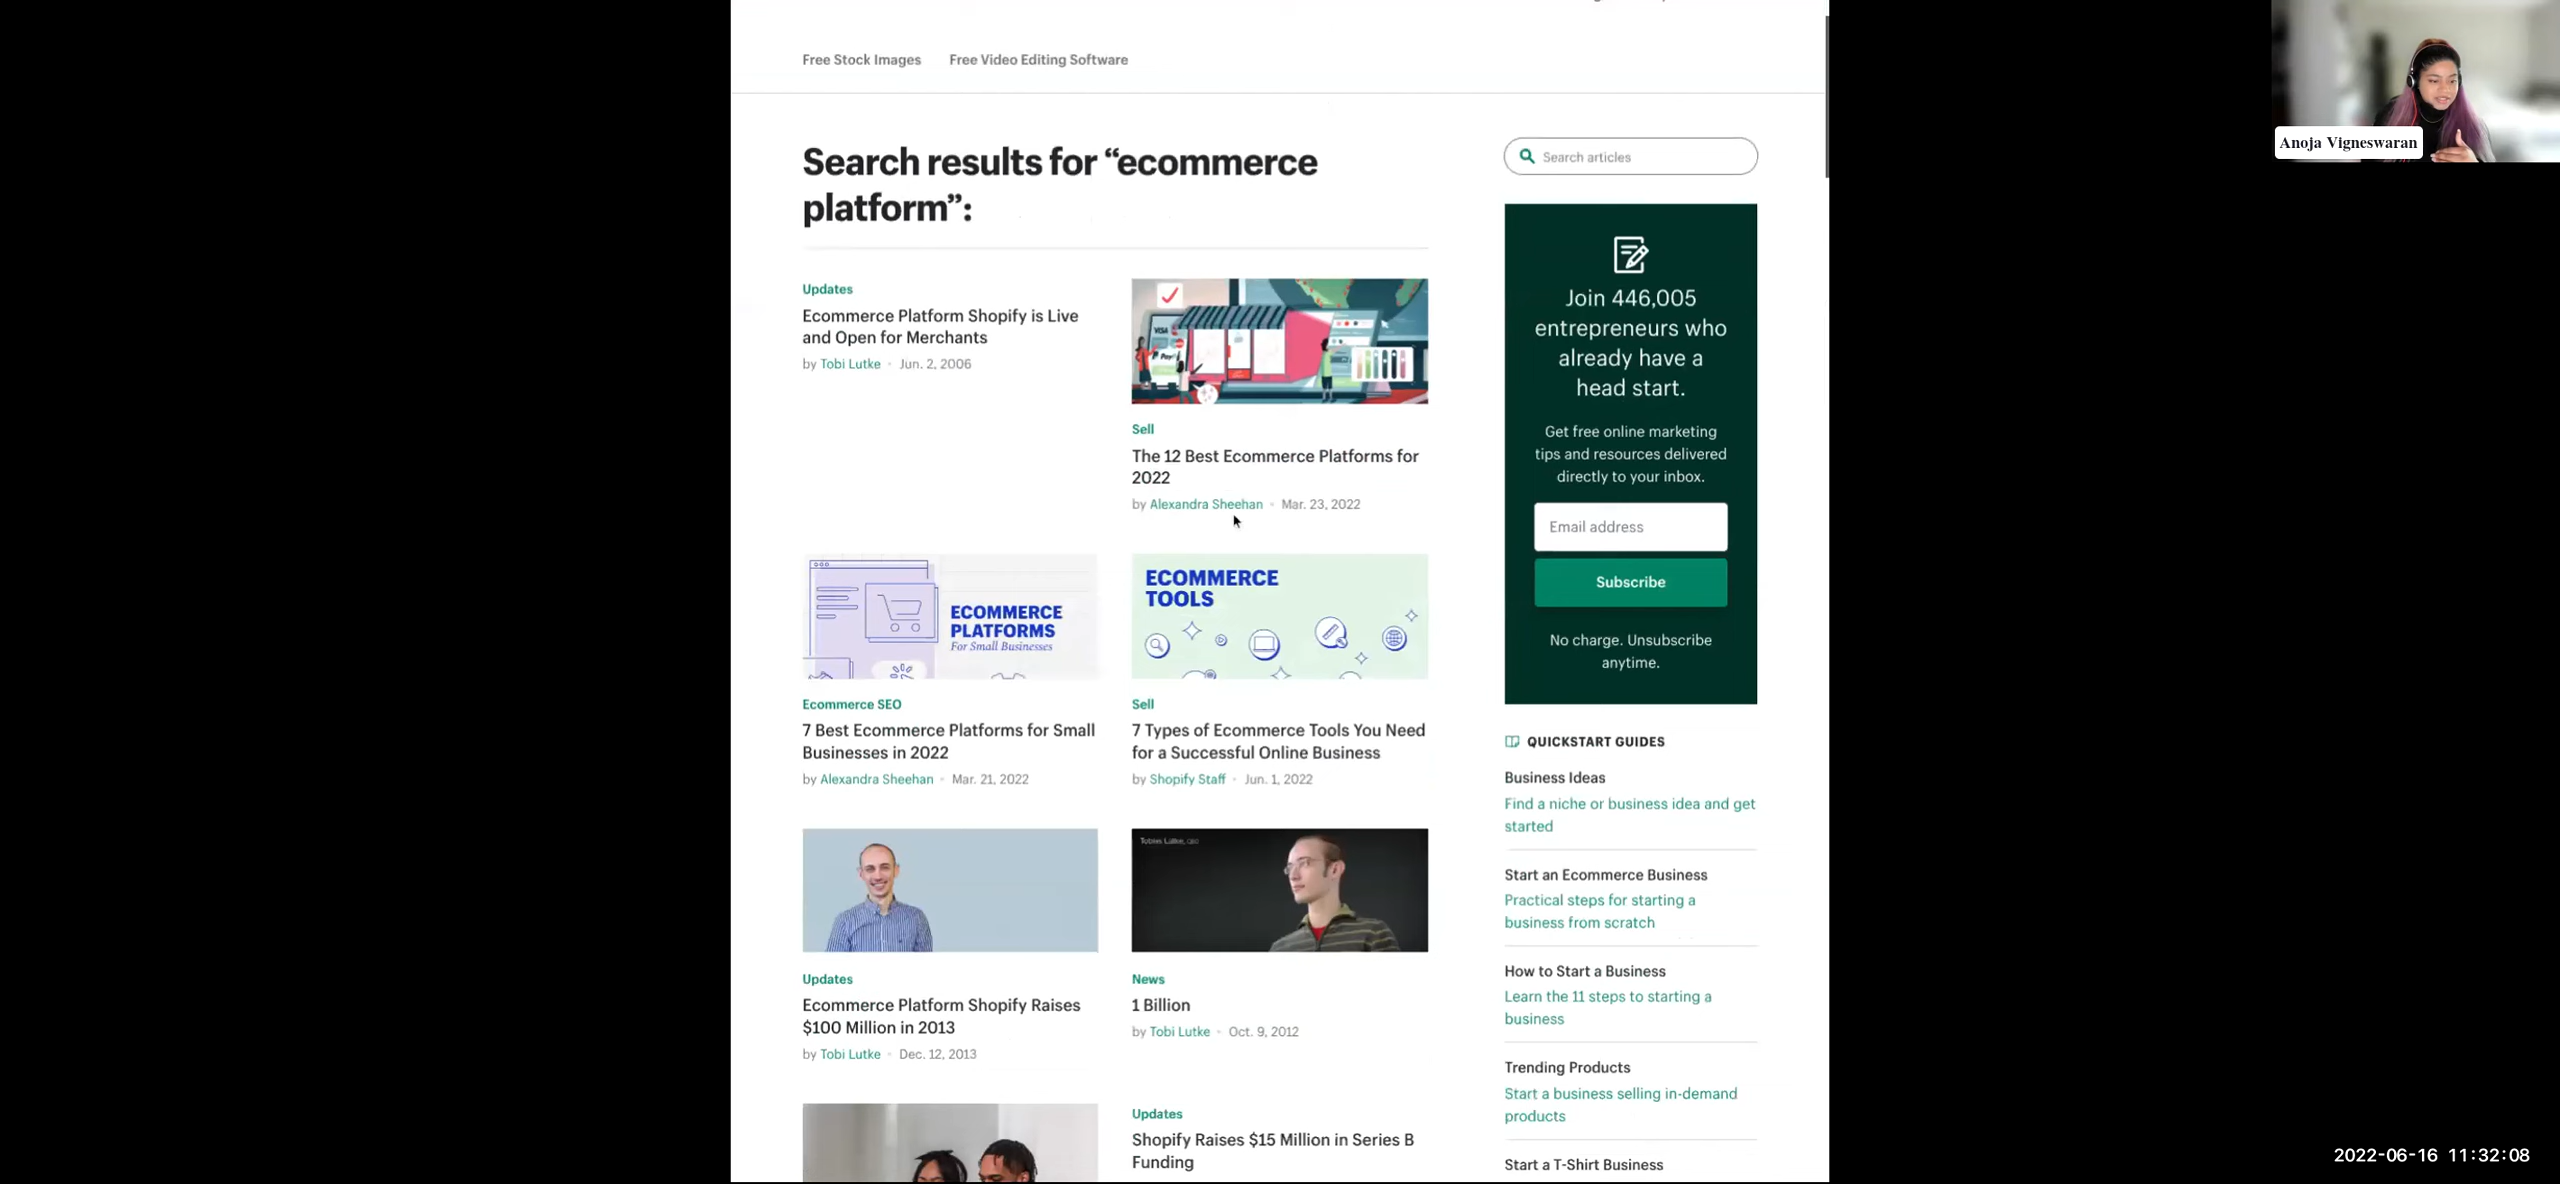 Free Stock Images Free Video Editing Software
Search results for “ecommerce
platform”:
Updates
Ecommerce Platform Shopify is Live
and Open for Merchants
by Tobi Lutke • Jun. 2, 2006
VISA
Sell
The 12 Best Ecommerce Platforms for
2022
by Alexandra Sheehan • Mar. 23, 2022
ECOMMERCE
PLATFORMS
For Small Businesses
Ecommerce SEO
7 Best Ecommerce Platforms for Small
Businesses in 2022
by Alexandra Sheehan • Mar. 21, 2022
ECOMMERCE
TOOLS
Sell
7 Types of Ecommerce Tools You Need
for a Successful Online Business
by Shopify Staff • Jun. 1, 2022
Updates
Ecommerce Platform Shopify Raises
$100 Million in 2013
by Tobi Lutke • Dec. 12, 2013
News
1 Billion
by Tobi Lutke • Oct. 9, 2012
Updates
Shopify Raises $15 Million in Series B
Funding
Search articles
Join 446,005
entrepreneurs who
already have a
head start.
Get free online marketing
tips and resources delivered
directly to your inbox.
Email address
Subscribe
No charge. Unsubscribe
anytime.
QUICKSTART GUIDES
Business Ideas
Find a niche or business idea and get
started
Start an Ecommerce Business
Practical steps for starting a
business from scratch
How to Start a Business
Learn the 11 steps to starting a
business
Trending Products
Start a business selling in-demand
products
Start a T-Shirt Business
Anoja Vigneswaran
2022-06-16 11:32:08